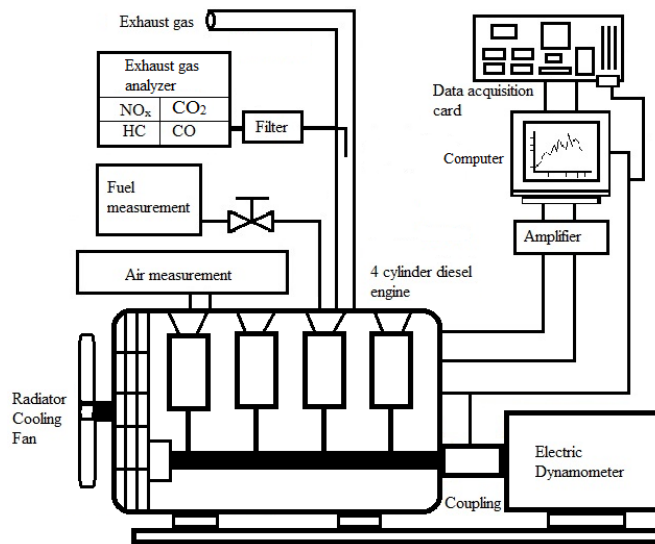 Exhaust gas
Exhaust gas
analyzer
NOₓ CO₂
HC CO
Filter
Data acquisition
card
Computer
Fuel
measurement
Amplifier
Air measurement
4 cylinder diesel
engine
Radiator
Cooling
Fan
Electric
Dynamometer
Coupling